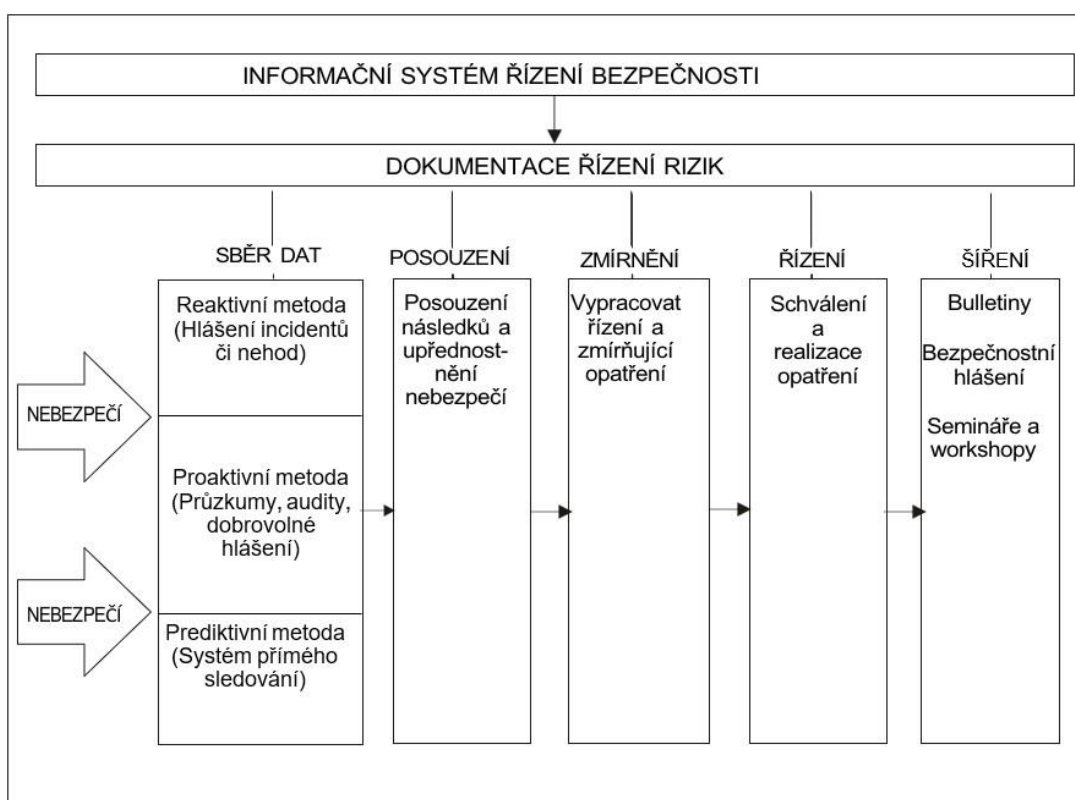 INFORMAČNÍ SYSTÉM ŘÍZENÍ BEZPEČNOSTI
DOKUMENTACE ŘÍZENÍ RIZIK
SBĚR DAT
POSOUZENÍ
ZMÍRNĚNÍ
ŘÍZENÍ
ŠÍŘENÍ
NEBEZPEČÍ
NEBEZPEČÍ
Reaktivní metoda
(Hlášení incidentů
či nehod)
Proaktivní metoda
(Průzkumy, audity,
dobrovolné
hlášení)
Prediktivní metoda
(Systém přímého
sledování)
Posouzení
následků a
upřednost-
nění
nebezpečí
Vypracovat
řízení a
zmírňující
opatření
Schválení
a
realizace
opatření
Bulletiny
Bezpečnostní
hlášení
Semináře a
workshopy